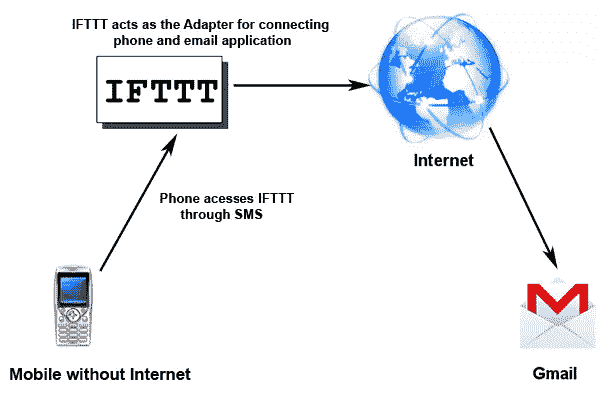 IFTTT acts as the Adapter for connecting
phone and email application
IFTTT
Internet
Phone acesses IFTTT
through SMS
Mobile without Internet
Gmail